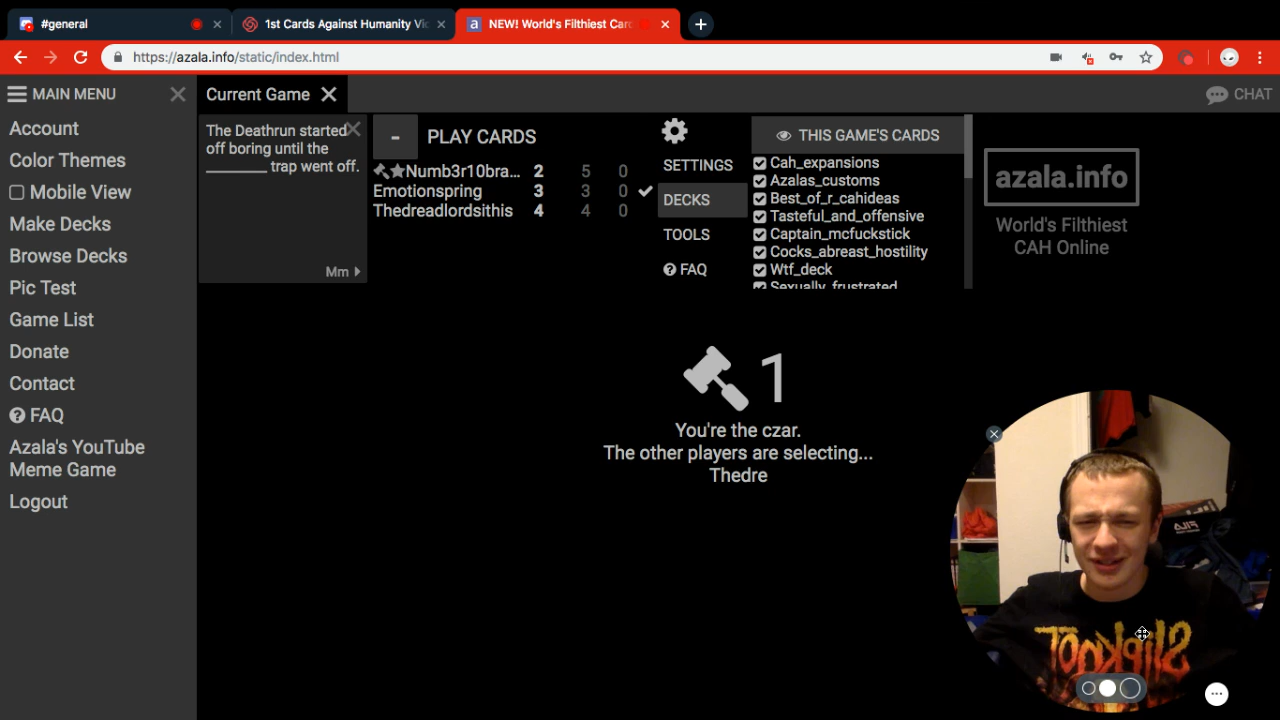 #general
1st Cards Against Humanity Vic
NEW! World's Filthiest Car
https://azala.info/static/index.html
MAIN MENU
Current Game
CHAT
Account
Color Themes
Mobile View
Make Decks
Browse Decks
Pic Test
Game List
Donate
Contact
FAQ
Azala's YouTube
Meme Game
Logout
The Deathrun started
off boring until the
________ trap went off.
Mm
- PLAY CARDS
Numb3r10bra... 2 5 0
Emotionspring 3 3 0
Thedreadlordsithis 4 4 0
SETTINGS
DECKS
TOOLS
FAQ
THIS GAME'S CARDS
Cah_expansions
Azalas_customs
Best_of_r_cahideas
Tasteful_and_offensive
Captain_mcfuckstick
Cocks_abreast_hostility
Wtf_deck
Sexually_frustrated
azala.info
World's Filthiest
CAH Online
1
You're the czar.
The other players are selecting...
Thedre
FILA
SLIPKNOT